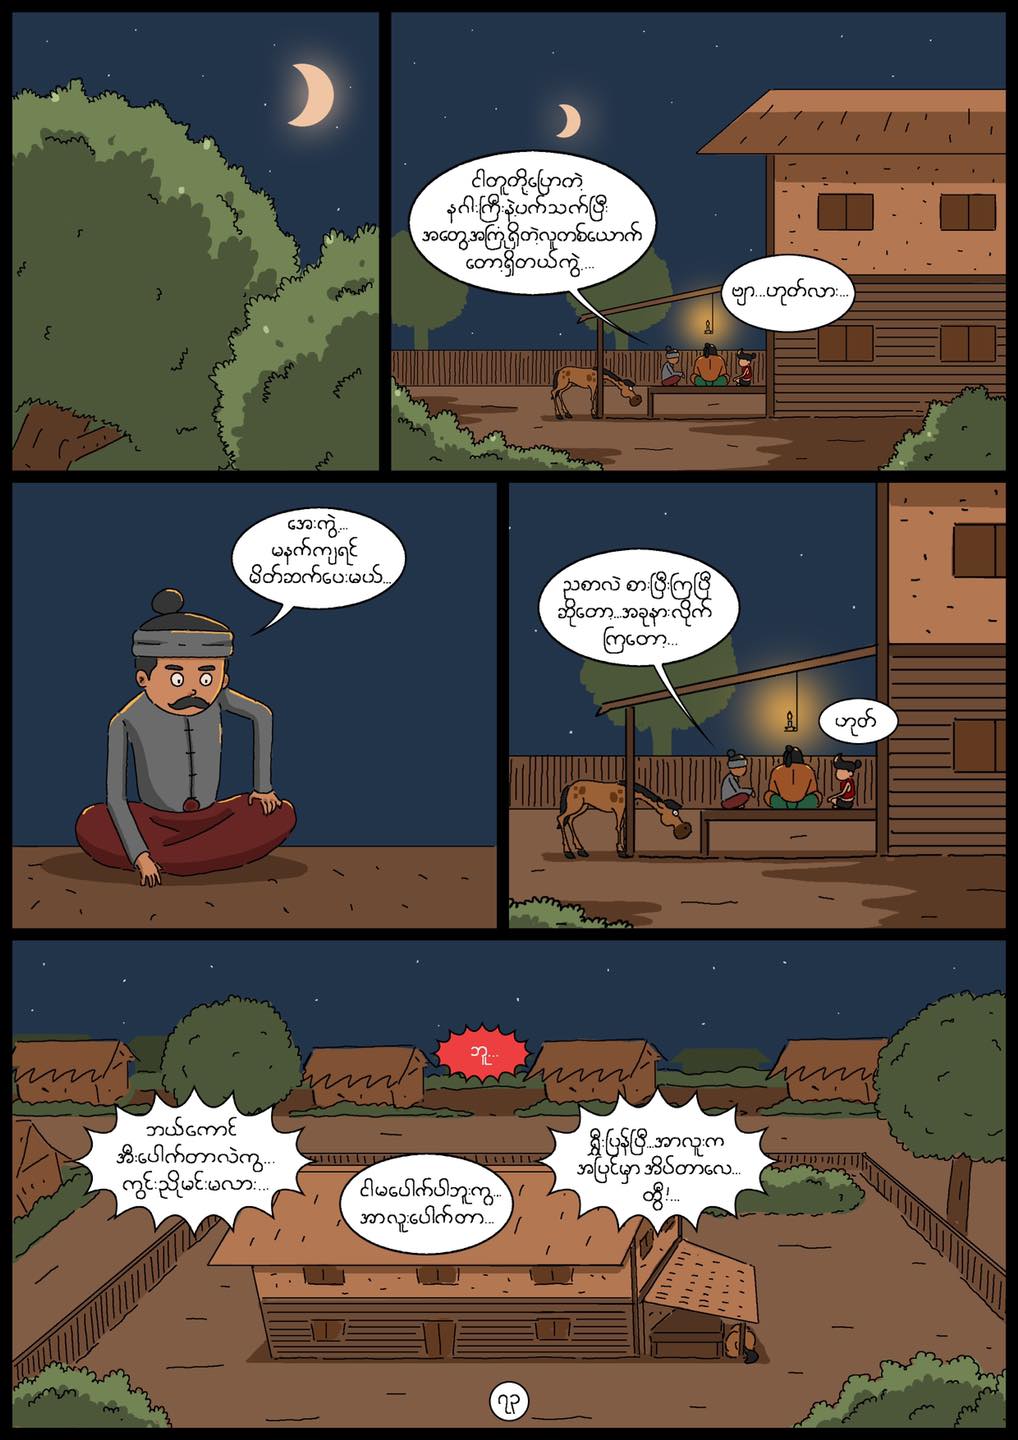 ငါတူတို့ပြောတဲ့
နဂါးကြီးနဲ့ပက်သက်ပြီး
အတွေ့အကြုံရှိတဲ့လူတစ်ယောက်
တော့ရှိတယ်ကွဲ့....
ဗျာ...ဟုတ်လား...
အေးကွဲ့...
မနက်ကျရင်
မိတ်ဆက်ပေးမယ်...
ညစာလဲ စားပြီးကြပြီ
ဆိုတော့...အခုနားလိုက်
ကြတော့...
ဟုတ်
ဘူ...
ဘယ်ကောင်
အီးပေါက်တာလဲကွ...
ကွင်းညိုမင်းမလား...
ငါမပေါက်ပါဘူးကွ...
အာလူးပေါက်တာ...
ရွှီးပြန်ပြီ...အာလူးက
အပြင်မှာ အိပ်တာလေ...
တွီ!...
၇၃